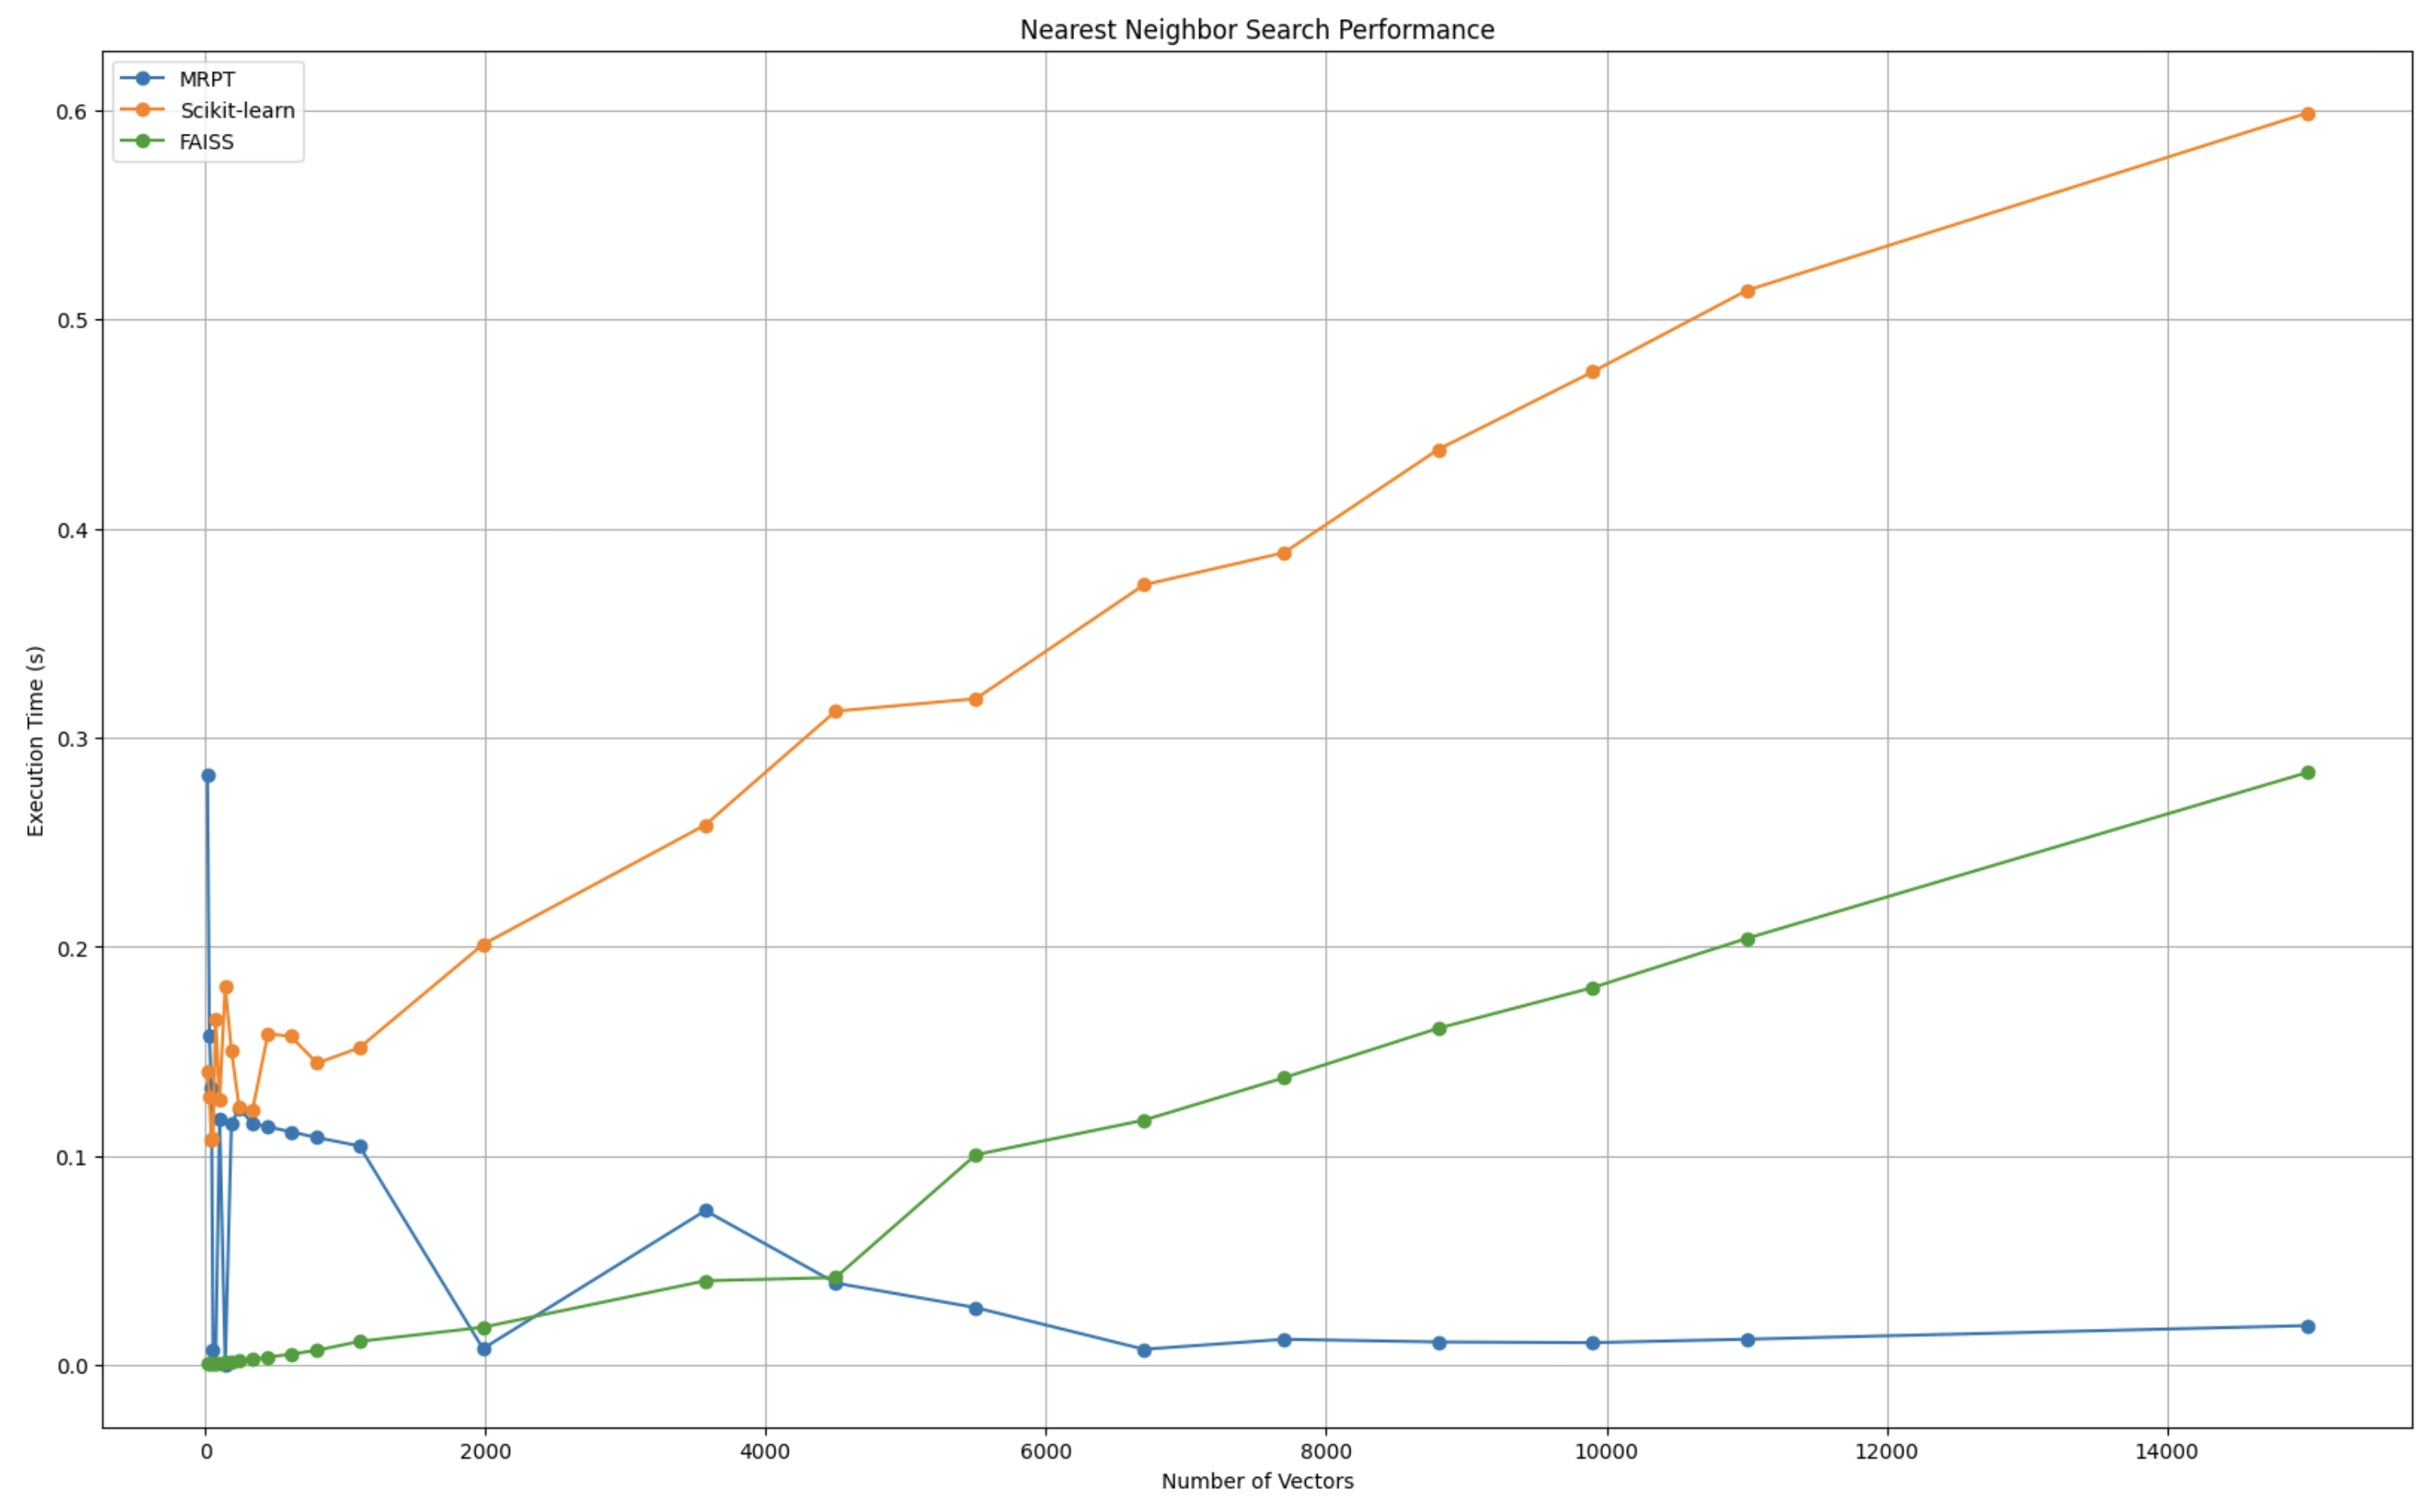 Nearest Neighbor Search Performance
MRPT
Scikit-learn
FAISS
0.6
0.5
0.4
0.3
0.2
0.1
0.0
Execution Time (s)
0 2000 4000 6000 8000 10000 12000 14000
Number of Vectors